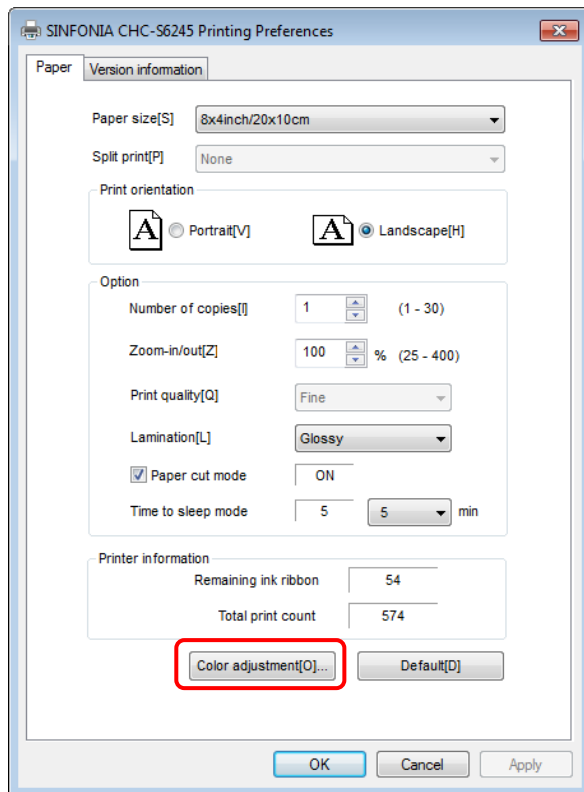 SINFONIA CHC-S6245 Printing Preferences
Paper Version information
Paper size[S] 8x4inch/20x10cm
Split print[P] None
Print orientation
A Portrait[V] A Landscape[H]
Option
Number of copies[I] 1 (1 - 30)
Zoom-in/out[Z] 100 % (25 - 400)
Print quality[Q] Fine
Lamination[L] Glossy
Paper cut mode ON
Time to sleep mode 5 5 min
Printer information
Remaining ink ribbon 54
Total print count 574
Color adjustment[O]... Default[D]
OK Cancel Apply